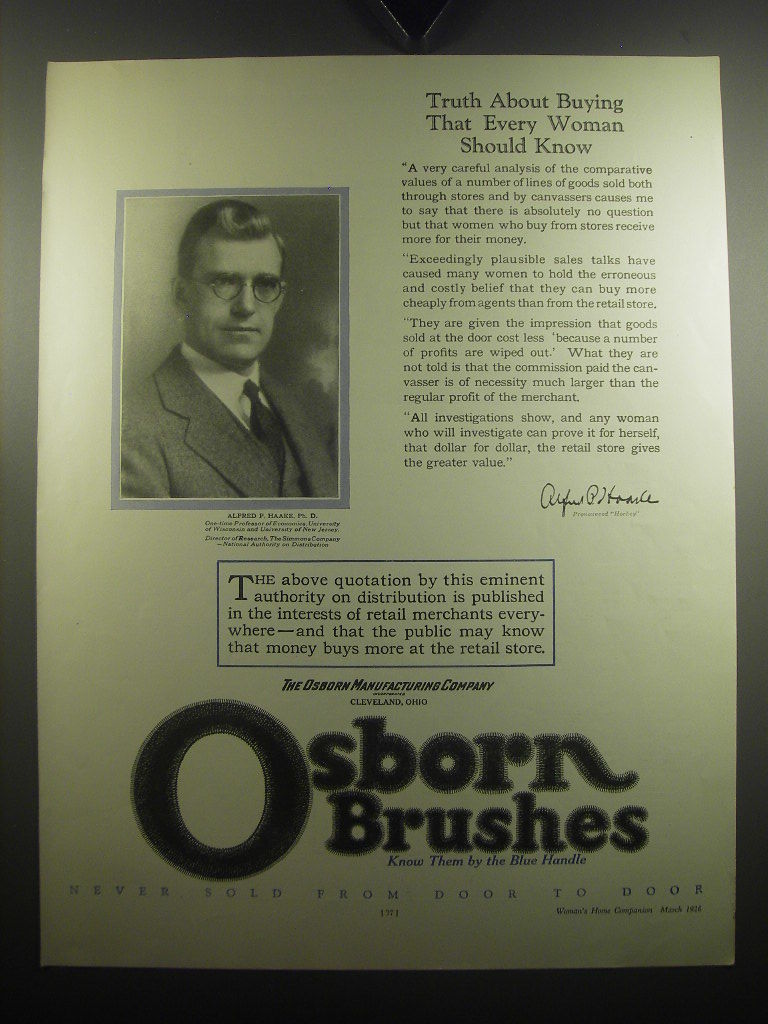 Truth About Buying
That Every Woman
Should Know
"A very careful analysis of the comparative
values of a number of lines of goods sold both
through stores and by canvassers causes me
to say that there is absolutely no question
but that women who buy from stores receive
more for their money.
"Exceedingly plausible sales talks have
caused many women to hold the erroneous
and costly belief that they can buy more
cheaply from agents than from the retail store.
"They are given the impression that goods
sold at the door cost less 'because a number
of profits are wiped out.' What they are
not told is that the commission paid the can-
vasser is of necessity much larger than the
regular profit of the merchant.
"All investigations show, and any woman
who will investigate can prove it for herself,
that dollar for dollar, the retail store gives
the greater value."
Alfred P. Haake
Pronounced "Hockey"
ALFRED P. HAAKE, Ph. D.
One-time Professor of Economics, University
of Wisconsin and University of New Jersey.
Director of Research, The Simmons Company
—National Authority on Distribution
THE above quotation by this eminent
authority on distribution is published
in the interests of retail merchants every-
where—and that the public may know
that money buys more at the retail store.
THE OSBORN MANUFACTURING COMPANY
INCORPORATED
CLEVELAND, OHIO
Osborn
Brushes
Know Them by the Blue Handle
NEVER SOLD FROM DOOR TO DOOR
Woman's Home Companion March 1926